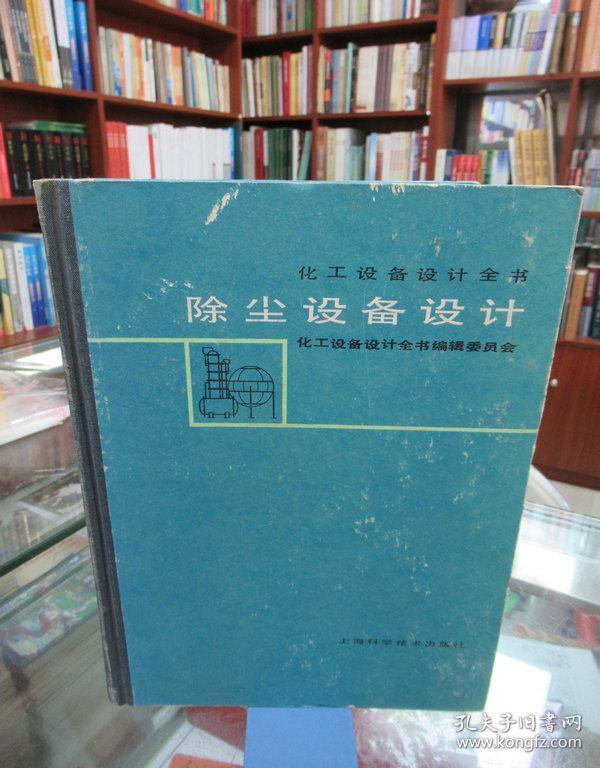 化工设备设计全书
除尘设备设计
化工设备设计全书编辑委员会
上海科学技术出版社
孔夫子旧书网
www.kongfz.com